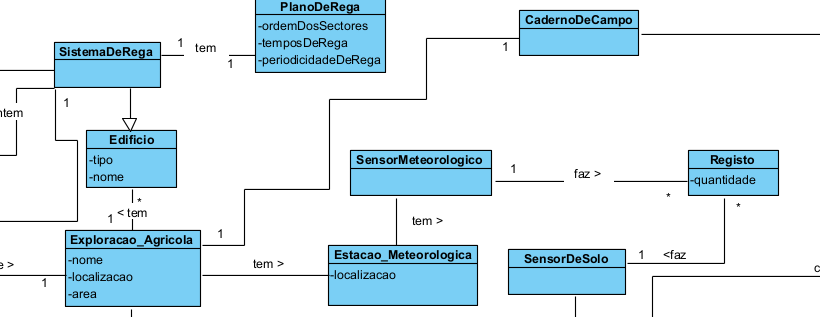 PlanoDeRega
-ordemDosSectores
-temposDeRega
-periodicidadeDeRega
CadernoDeCampo
1
SistemaDeRega
1
tem
1
1
ntem
Edificio
-tipo
-nome
SensorMeteorologico
1
faz >
*
Registo
-quantidade
*
*
< tem
1
1
tem >
Exploracao_Agricola
-nome
-localizacao
-area
e >
1
tem >
Estacao_Meteorologica
-localizacao
SensorDeSolo
1
<faz
c